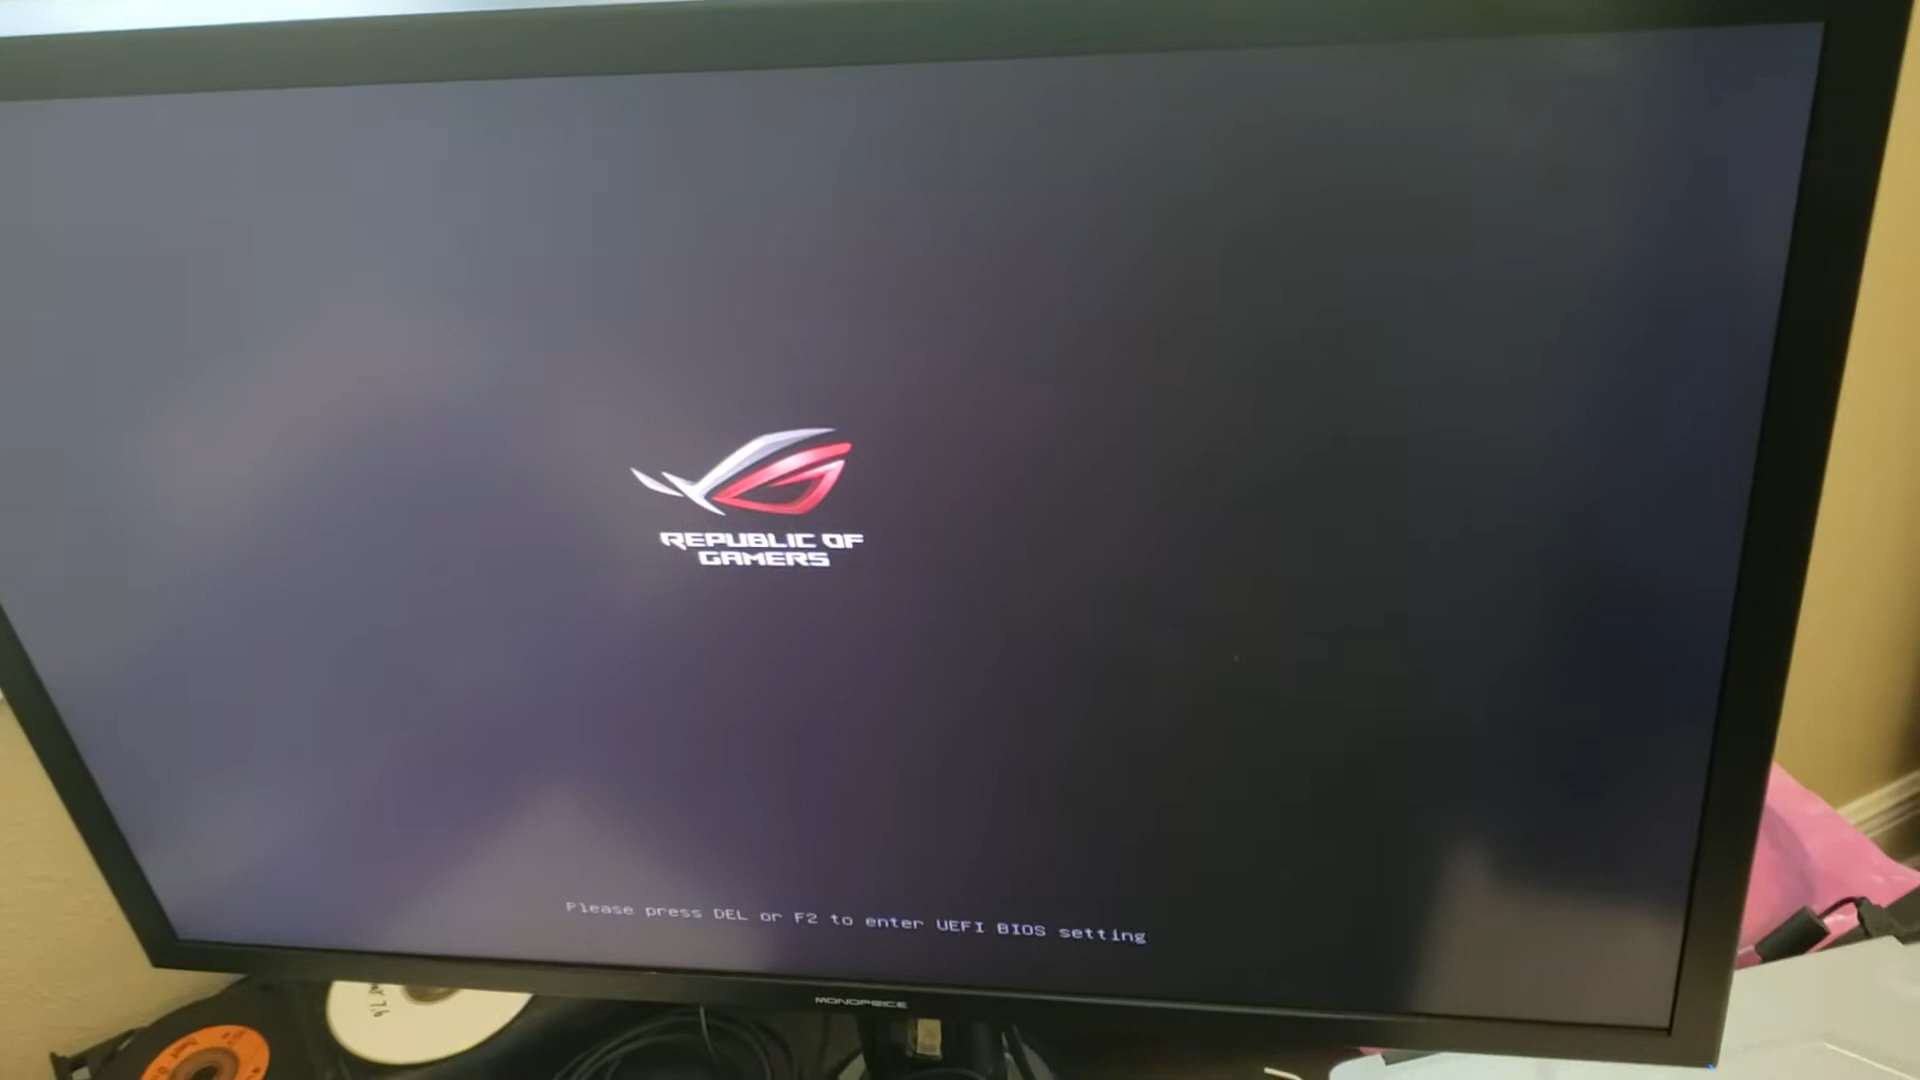 REPUBLIC OF
GAMERS
Please press DEL or F2 to enter UEFI BIOS setting
MONOPRICE